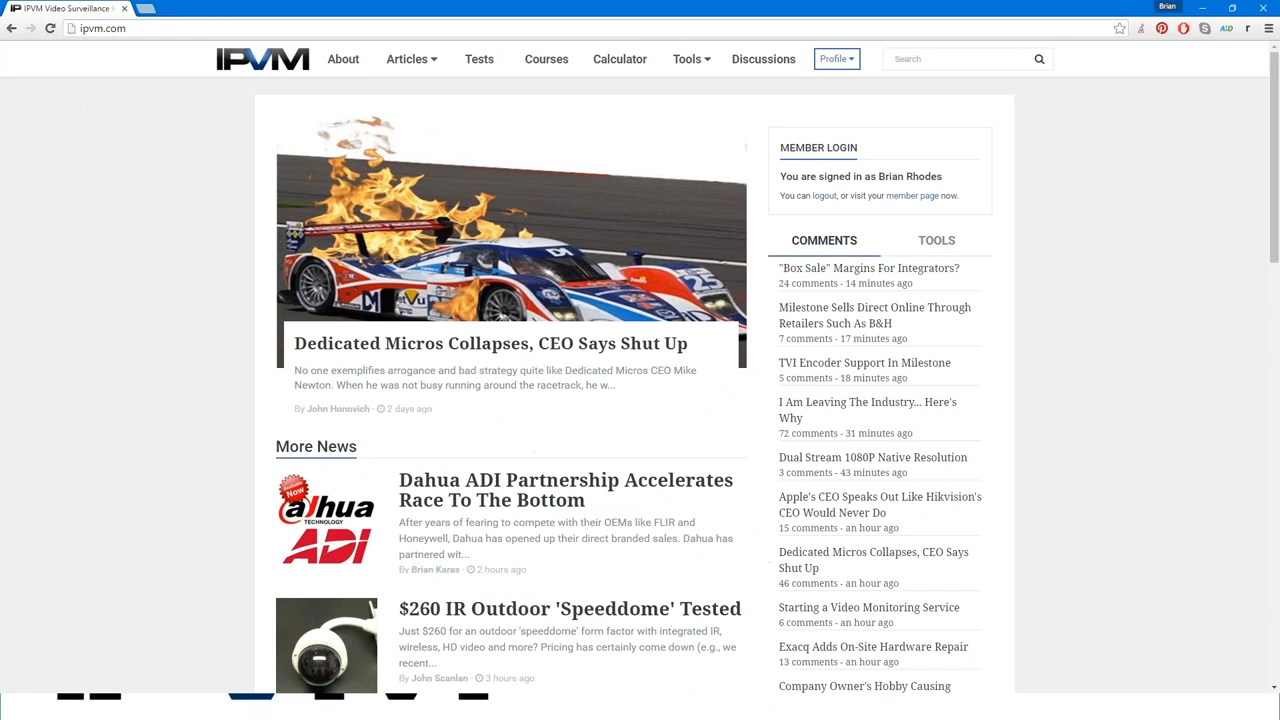 IPVM Video Surveillance I
Brian
ipvm.com
IPVM
About
Articles
Tests
Courses
Calculator
Tools
Discussions
Profile
Search
Dedicated Micros Collapses, CEO Says Shut Up
No one exemplifies arrogance and bad strategy quite like Dedicated Micros CEO Mike
Newton. When he was not busy running around the racetrack, he w...
By John Honovich - 2 days ago
More News
Now
alhua
TECHNOLOGY
ADI
Dahua ADI Partnership Accelerates
Race To The Bottom
After years of fearing to compete with their OEMs like FLIR and
Honeywell, Dahua has opened up their direct branded sales. Dahua has
partnered wit...
By Brian Karas - 2 hours ago
$260 IR Outdoor 'Speeddome' Tested
Just $260 for an outdoor 'speeddome' form factor with integrated IR,
wireless, HD video and more? Pricing has certainly come down (e.g., we
recent...
By John Scanlan - 3 hours ago
MEMBER LOGIN
You are signed in as Brian Rhodes
You can logout, or visit your member page now.
COMMENTS
TOOLS
"Box Sale" Margins For Integrators?
24 comments - 14 minutes ago
Milestone Sells Direct Online Through
Retailers Such As B&H
7 comments - 17 minutes ago
TVI Encoder Support In Milestone
5 comments - 18 minutes ago
I Am Leaving The Industry... Here's
Why
72 comments - 31 minutes ago
Dual Stream 1080P Native Resolution
3 comments - 43 minutes ago
Apple's CEO Speaks Out Like Hikvision's
CEO Would Never Do
15 comments - an hour ago
Dedicated Micros Collapses, CEO Says
Shut Up
46 comments - an hour ago
Starting a Video Monitoring Service
6 comments - an hour ago
Exacq Adds On-Site Hardware Repair
13 comments - an hour ago
Company Owner's Hobby Causing